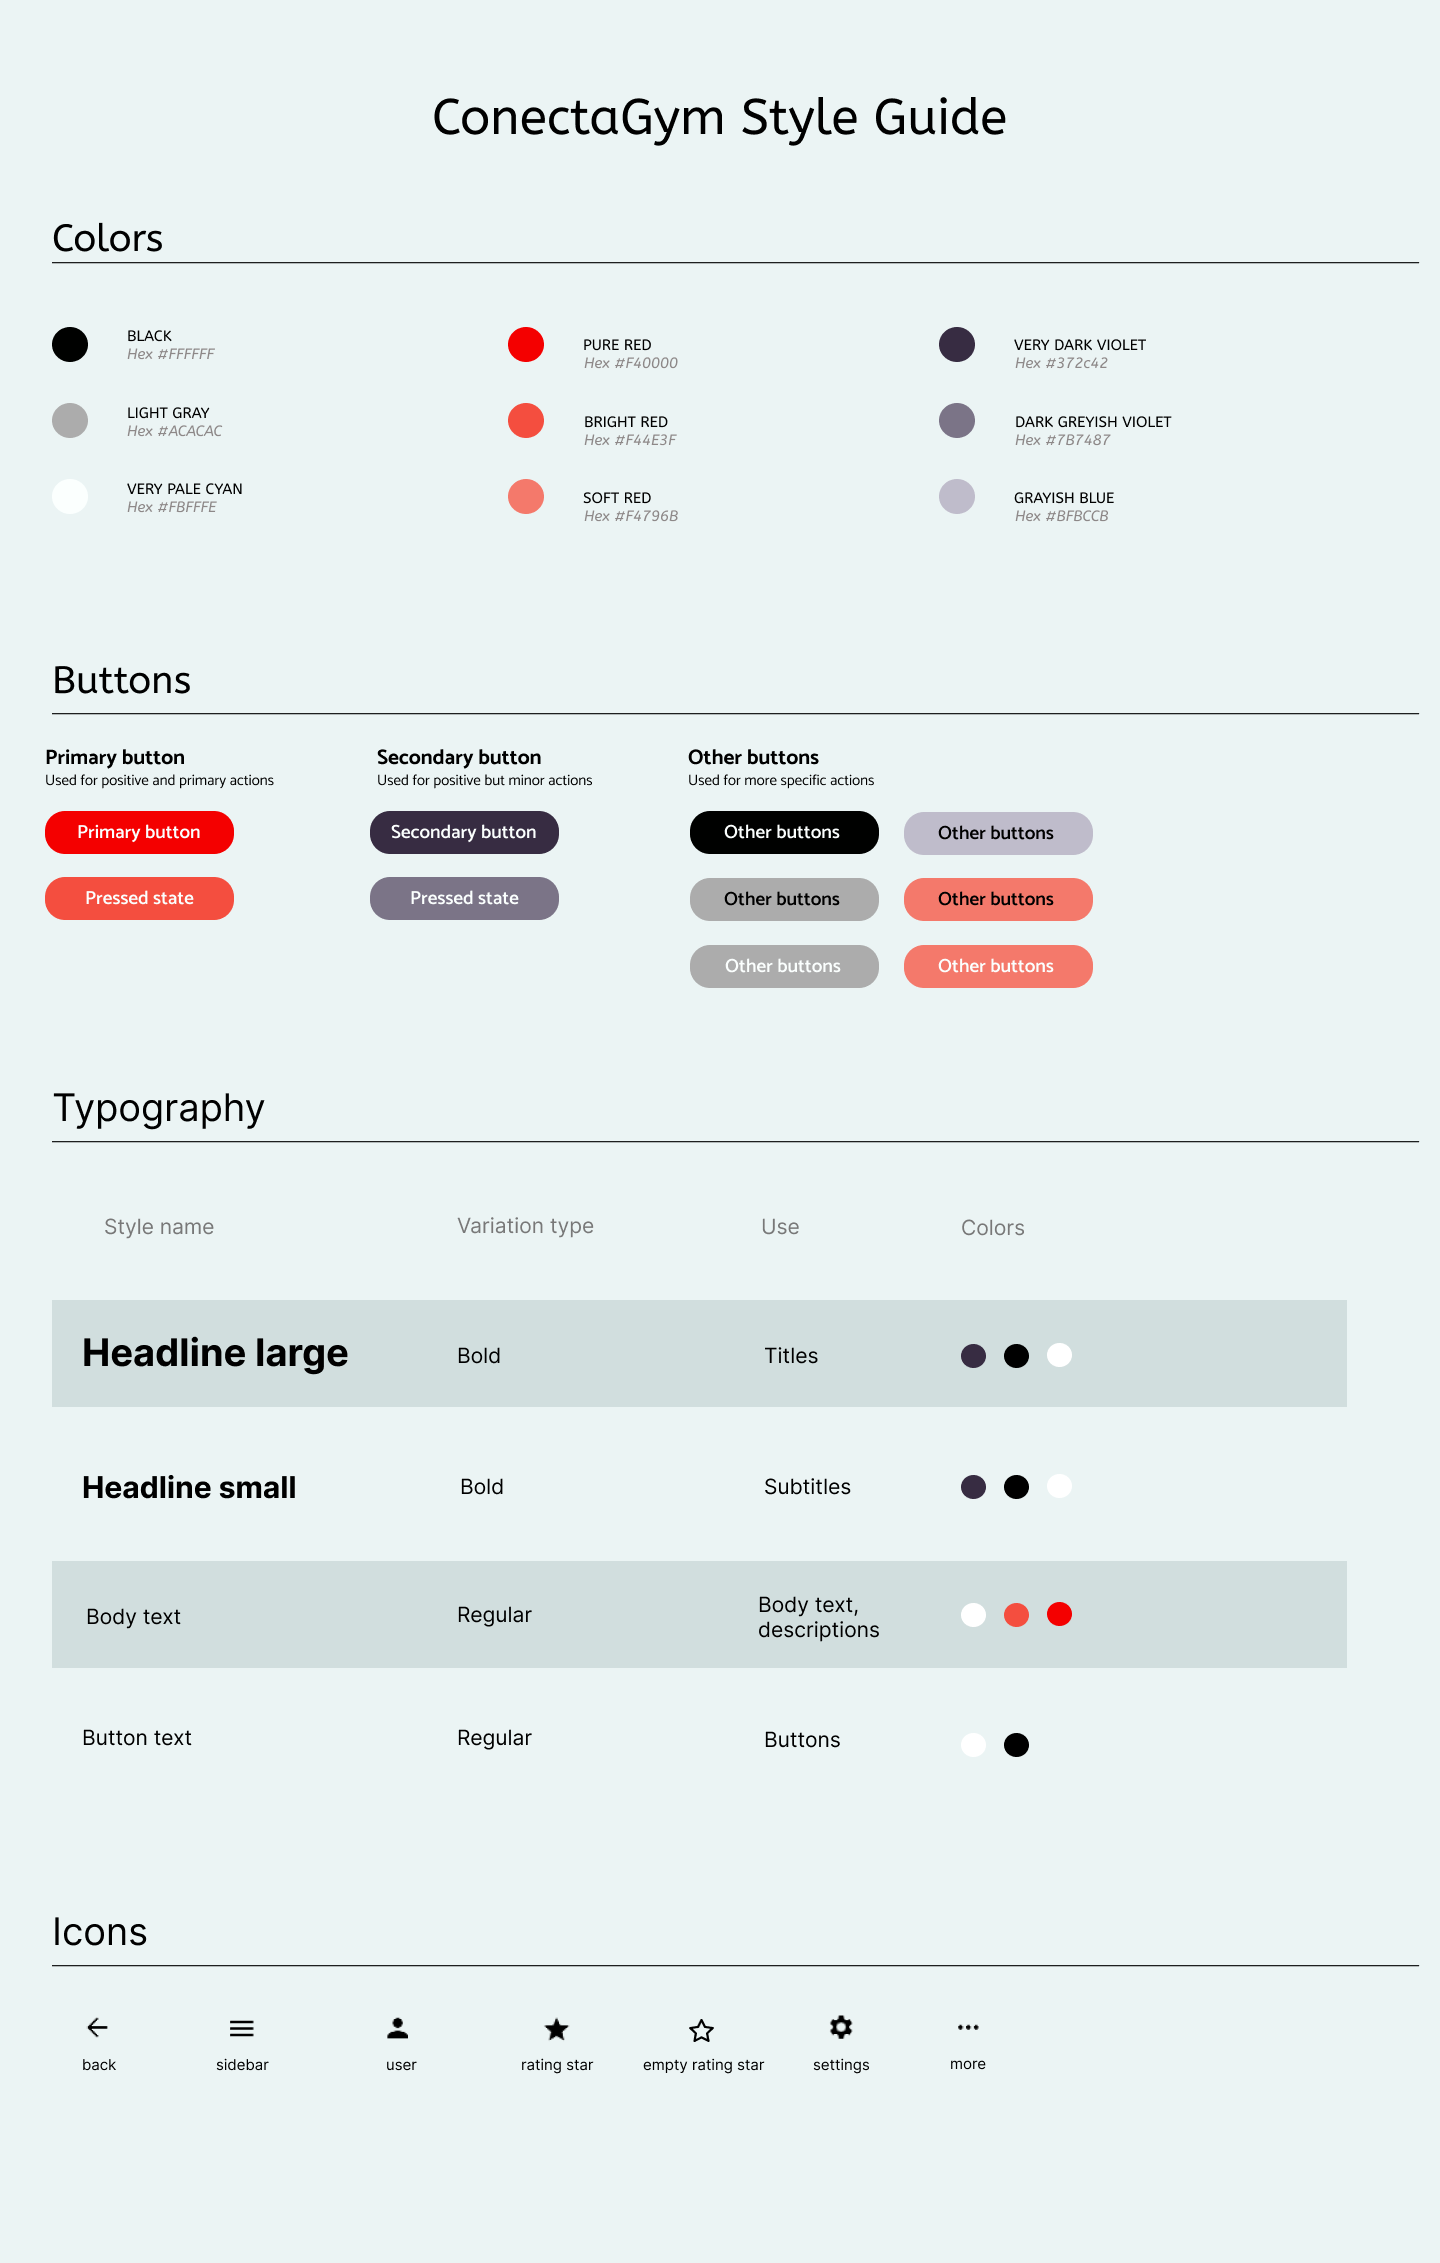 ConectaGym Style Guide
Colors
BLACK
Hex #FFFFFF
PURE RED
Hex #F40000
VERY DARK VIOLET
Hex #372c42
LIGHT GRAY
Hex #ACACAC
BRIGHT RED
Hex #F44E3F
DARK GREYISH VIOLET
Hex #7B7487
VERY PALE CYAN
Hex #FBFFFE
SOFT RED
Hex #F4796B
GRAYISH BLUE
Hex #BFBCCB
Buttons
Primary button
Used for positive and primary actions
Primary button
Pressed state
Secondary button
Used for positive but minor actions
Secondary button
Pressed state
Other buttons
Used for more specific actions
Other buttons
Other buttons
Other buttons
Other buttons
Other buttons
Other buttons
Typography
Style name
Variation type
Use
Colors
Headline large
Bold
Titles
Headline small
Bold
Subtitles
Body text
Regular
Body text,
descriptions
Button text
Regular
Buttons
Icons
back
sidebar
user
rating star
empty rating star
settings
more